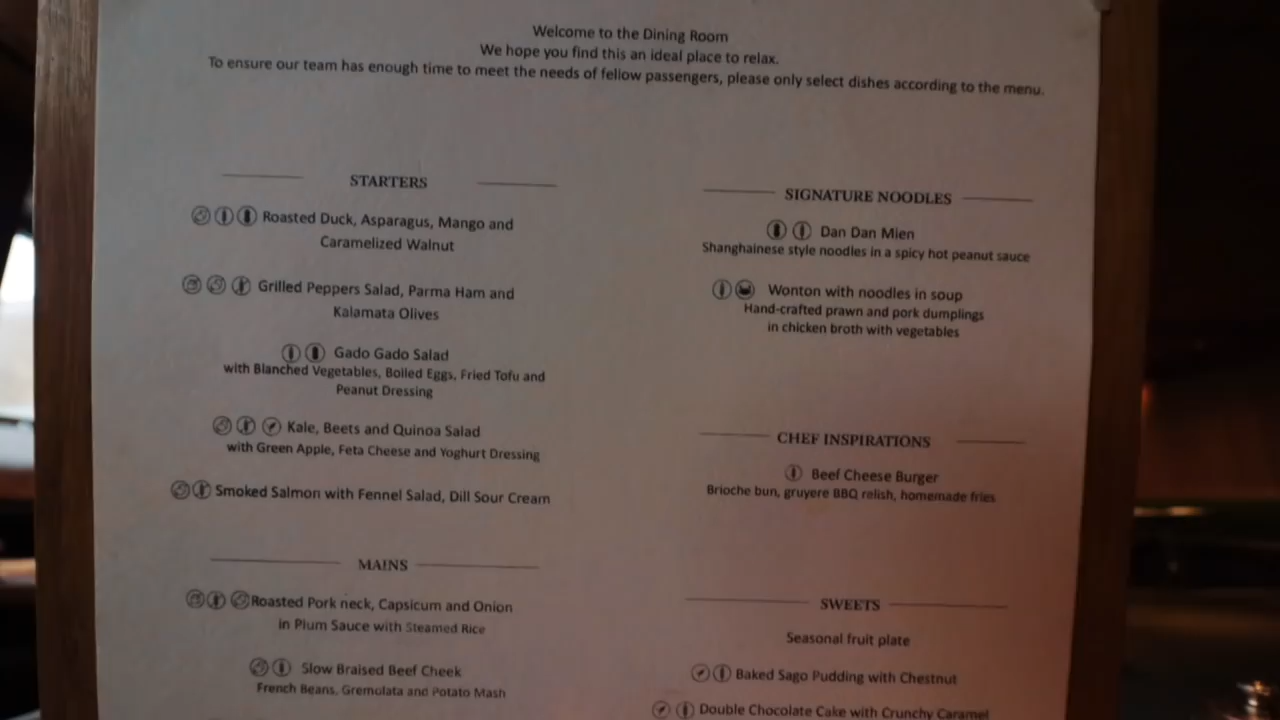 Welcome to the Dining Room
We hope you find this an ideal place to relax.
To ensure our team has enough time to meet the needs of fellow passengers, please only select dishes according to the menu.
STARTERS
Roasted Duck, Asparagus, Mango and
Caramelized Walnut
Grilled Peppers Salad, Parma Ham and
Kalamata Olives
Gado Gado Salad
with Blanched Vegetables, Boiled Eggs, Fried Tofu and
Peanut Dressing
Kale, Beets and Quinoa Salad
with Green Apple, Feta Cheese and Yoghurt Dressing
Smoked Salmon with Fennel Salad, Dill Sour Cream
MAINS
Roasted Pork neck, Capsicum and Onion
in Plum Sauce with Steamed Rice
Slow Braised Beef Cheek
French Beans, Gremolata and Potato Mash
SIGNATURE NOODLES
Dan Dan Mien
Shanghainese style noodles in a spicy hot peanut sauce
Wonton with noodles in soup
Hand-crafted prawn and pork dumplings
in chicken broth with vegetables
CHEF INSPIRATIONS
Beef Cheese Burger
Brioche bun, gruyere BBQ relish, homemade fries
SWEETS
Seasonal fruit plate
Baked Sago Pudding with Chestnut
Double Chocolate Cake with Crunchy Caramel